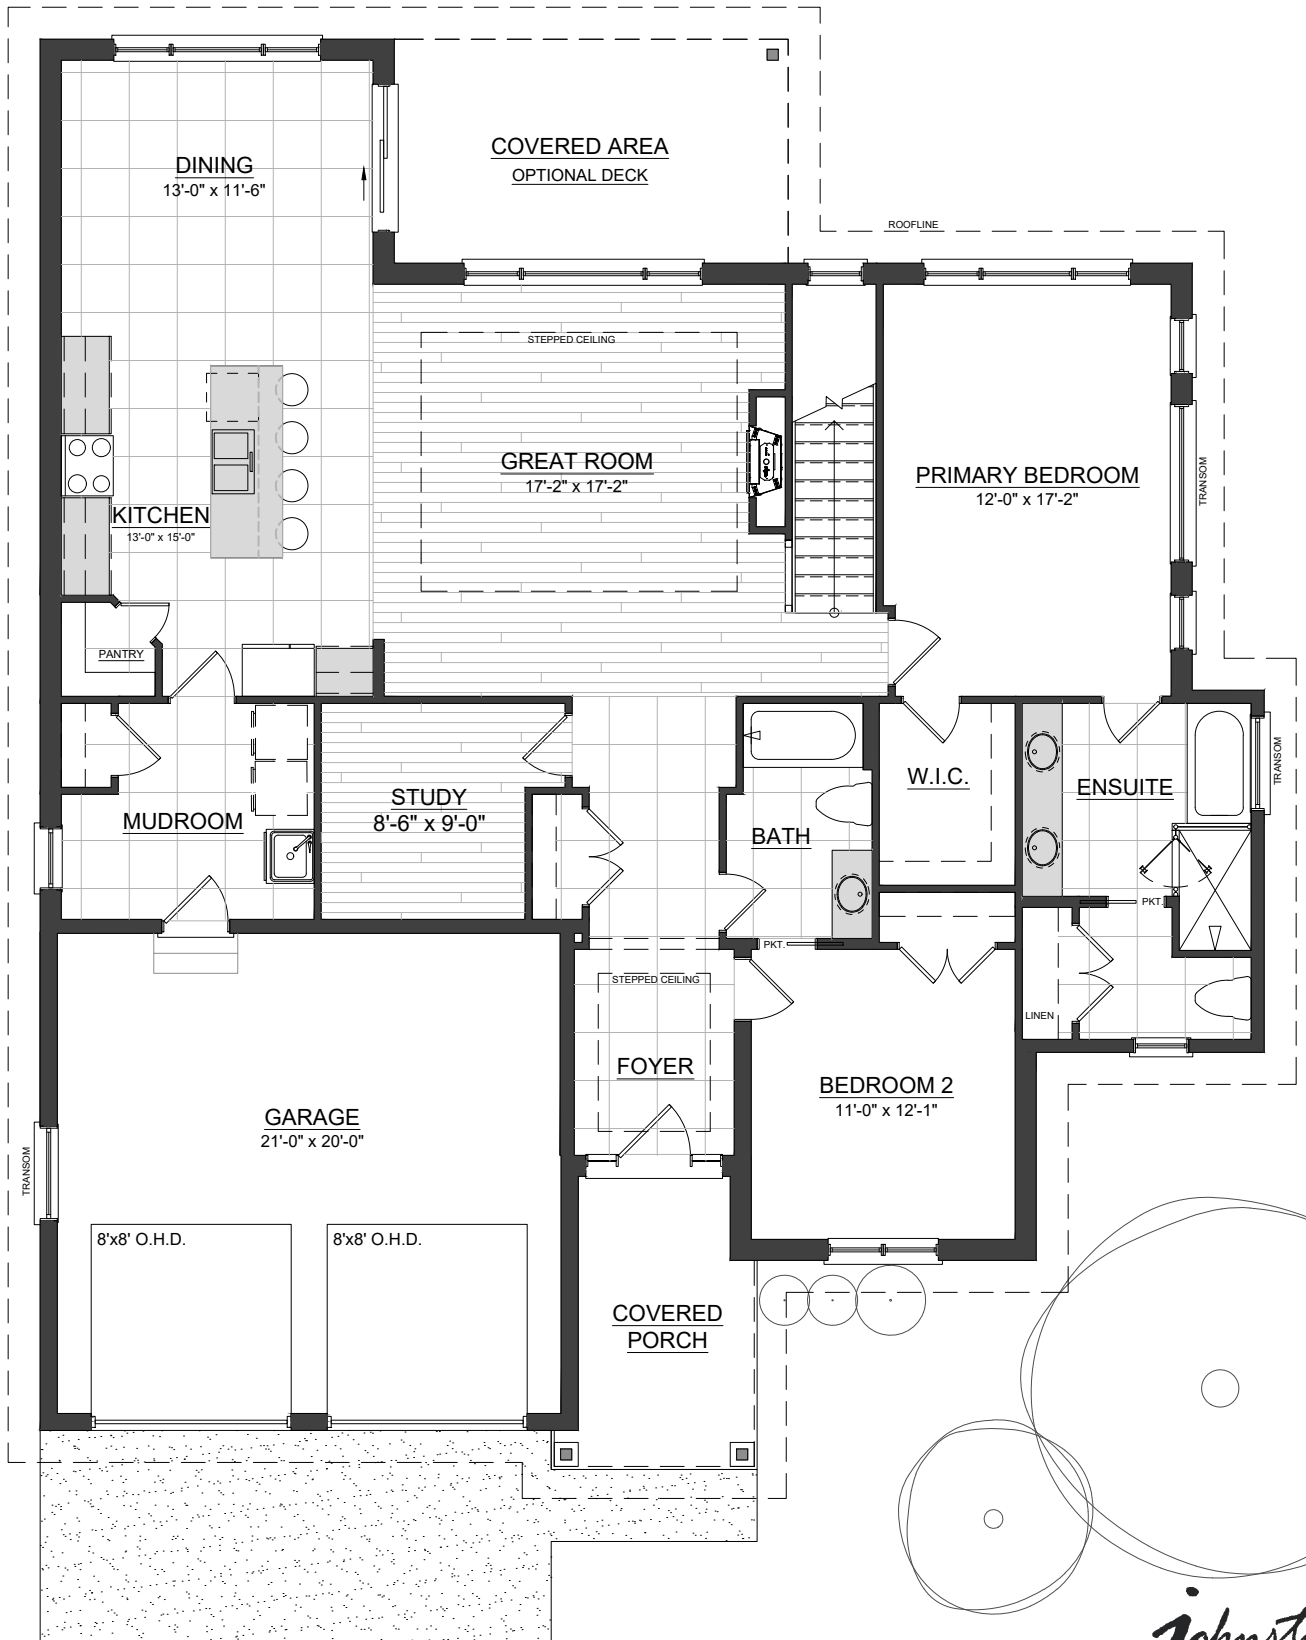 DINING
13'-0" x 11'-6"
COVERED AREA
OPTIONAL DECK
ROOFLINE
STEPPED CEILING
GREAT ROOM
17'-2" x 17'-2"
PRIMARY BEDROOM
12'-0" x 17'-2"
TRANSOM
KITCHEN
13'-0" x 15'-0"
PANTRY
MUDROOM
STUDY
8'-6" x 9'-0"
BATH
W.I.C.
ENSUITE
TRANSOM
PKT.
PKT.
LINEN
STEPPED CEILING
FOYER
BEDROOM 2
11'-0" x 12'-1"
GARAGE
21'-0" x 20'-0"
TRANSOM
8'x8' O.H.D.
8'x8' O.H.D.
COVERED
PORCH